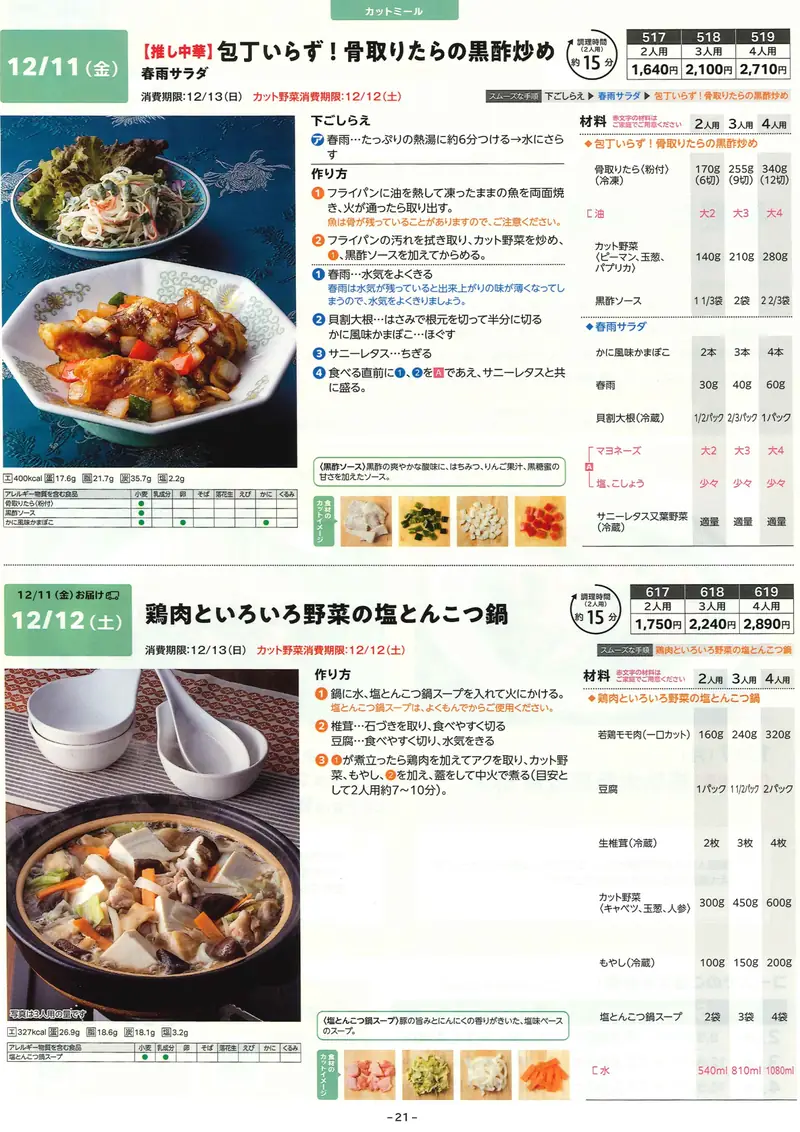 カットミール
12/11(金)
【推し中華】包丁いらず!骨取りたらの黒酢炒め
春雨サラダ
消費期限:12/13(日) カット野菜消費期限:12/12(土)
調理時間
(2人用)
約15分
517 518 519
2人用 3人用 4人用
1,640円 2,100円 2,710円
スムーズな手順 下ごしらえ▶春雨サラダ▶包丁いらず!骨取りたらの黒酢炒め
下ごしらえ
ア 春雨…たっぷりの熱湯に約6分つける→水にさら
す
作り方
1 フライパンに油を熱して凍ったままの魚を両面焼
き、火が通ったら取り出す。
魚は骨が残っていることがありますので、ご注意ください。
2 フライパンの汚れを拭き取り、カット野菜を炒め、
1、黒酢ソースを加えてからめる。
1 春雨…水気をよくきる
春雨は水気が残っていると出来上がりの味が薄くなってし
まうので、水気をよくきりましょう。
2 貝割大根…はさみで根元を切って半分に切る
かに風味かまぼこ…ほぐす
3 サニーレタス…ちぎる
4 食べる直前に1、2をAであえ、サニーレタスと共
に盛る。
〈黒酢ソース〉黒酢の爽やかな酸味に、はちみつ、りんご果汁、黒糖蜜の
甘さを加えたソース。
食材のカットイメージ
材料 赤文字の材料は
ご家庭でご用意ください
2人用 3人用 4人用
◆包丁いらず!骨取りたらの黒酢炒め
骨取りたら(粉付) 170g 255g 340g
(冷凍) (6切) (9切) (12切)
油 大2 大3 大4
カット野菜
(ピーマン、玉葱、
パプリカ) 140g 210g 280g
黒酢ソース 1 1/3袋 2袋 2 2/3袋
◆春雨サラダ
かに風味かまぼこ 2本 3本 4本
春雨 30g 40g 60g
貝割大根(冷蔵) 1/2パック 2/3パック 1パック
A
マヨネーズ 大2 大3 大4
塩、こしょう 少々 少々 少々
サニーレタス又葉野菜
(冷蔵) 適量 適量 適量
エ400kcal 蛋17.6g 脂21.7g 炭35.7g 塩2.2g
アレルギー物質を含む食品 小麦 乳成分 卵 そば 落花生 えび かに くるみ
骨取りたら(粉付) ●
黒酢ソース ●
かに風味かまぼこ ● ● ●
12/11(金)お届け
12/12(土)
鶏肉といろいろ野菜の塩とんこつ鍋
消費期限:12/13(日) カット野菜消費期限:12/12(土)
調理時間
(2人用)
約15分
617 618 619
2人用 3人用 4人用
1,750円 2,240円 2,890円
スムーズな手順 鶏肉といろいろ野菜の塩とんこつ鍋
作り方
1 鍋に水、塩とんこつ鍋スープを入れて火にかける。
塩とんこつ鍋スープは、よくもんでからご使用ください。
2 椎茸…石づきを取り、食べやすく切る
豆腐…食べやすく切り、水気をきる
3 1が煮立ったら鶏肉を加えてアクを取り、カット野
菜、もやし、2を加え、蓋をして中火で煮る(目安と
して2人用約7〜10分)。
〈塩とんこつ鍋スープ〉豚の旨みとにんにくの香りがきいた、塩味ベース
のスープ。
食材のカットイメージ
材料 赤文字の材料は
ご家庭でご用意ください
2人用 3人用 4人用
◆鶏肉といろいろ野菜の塩とんこつ鍋
若鶏モモ肉(一口カット) 160g 240g 320g
豆腐 1パック 1 1/2パック 2パック
生椎茸(冷蔵) 2枚 3枚 4枚
カット野菜
(キャベツ、玉葱、人参) 300g 450g 600g
もやし(冷蔵) 100g 150g 200g
塩とんこつ鍋スープ 2袋 3袋 4袋
水 540ml 810ml 1080ml
写真は3人用の量です
エ327kcal 蛋26.9g 脂18.6g 炭18.1g 塩3.2g
アレルギー物質を含む食品 小麦 乳成分 卵 そば 落花生 えび かに くるみ
塩とんこつ鍋スープ ● ●
−21−